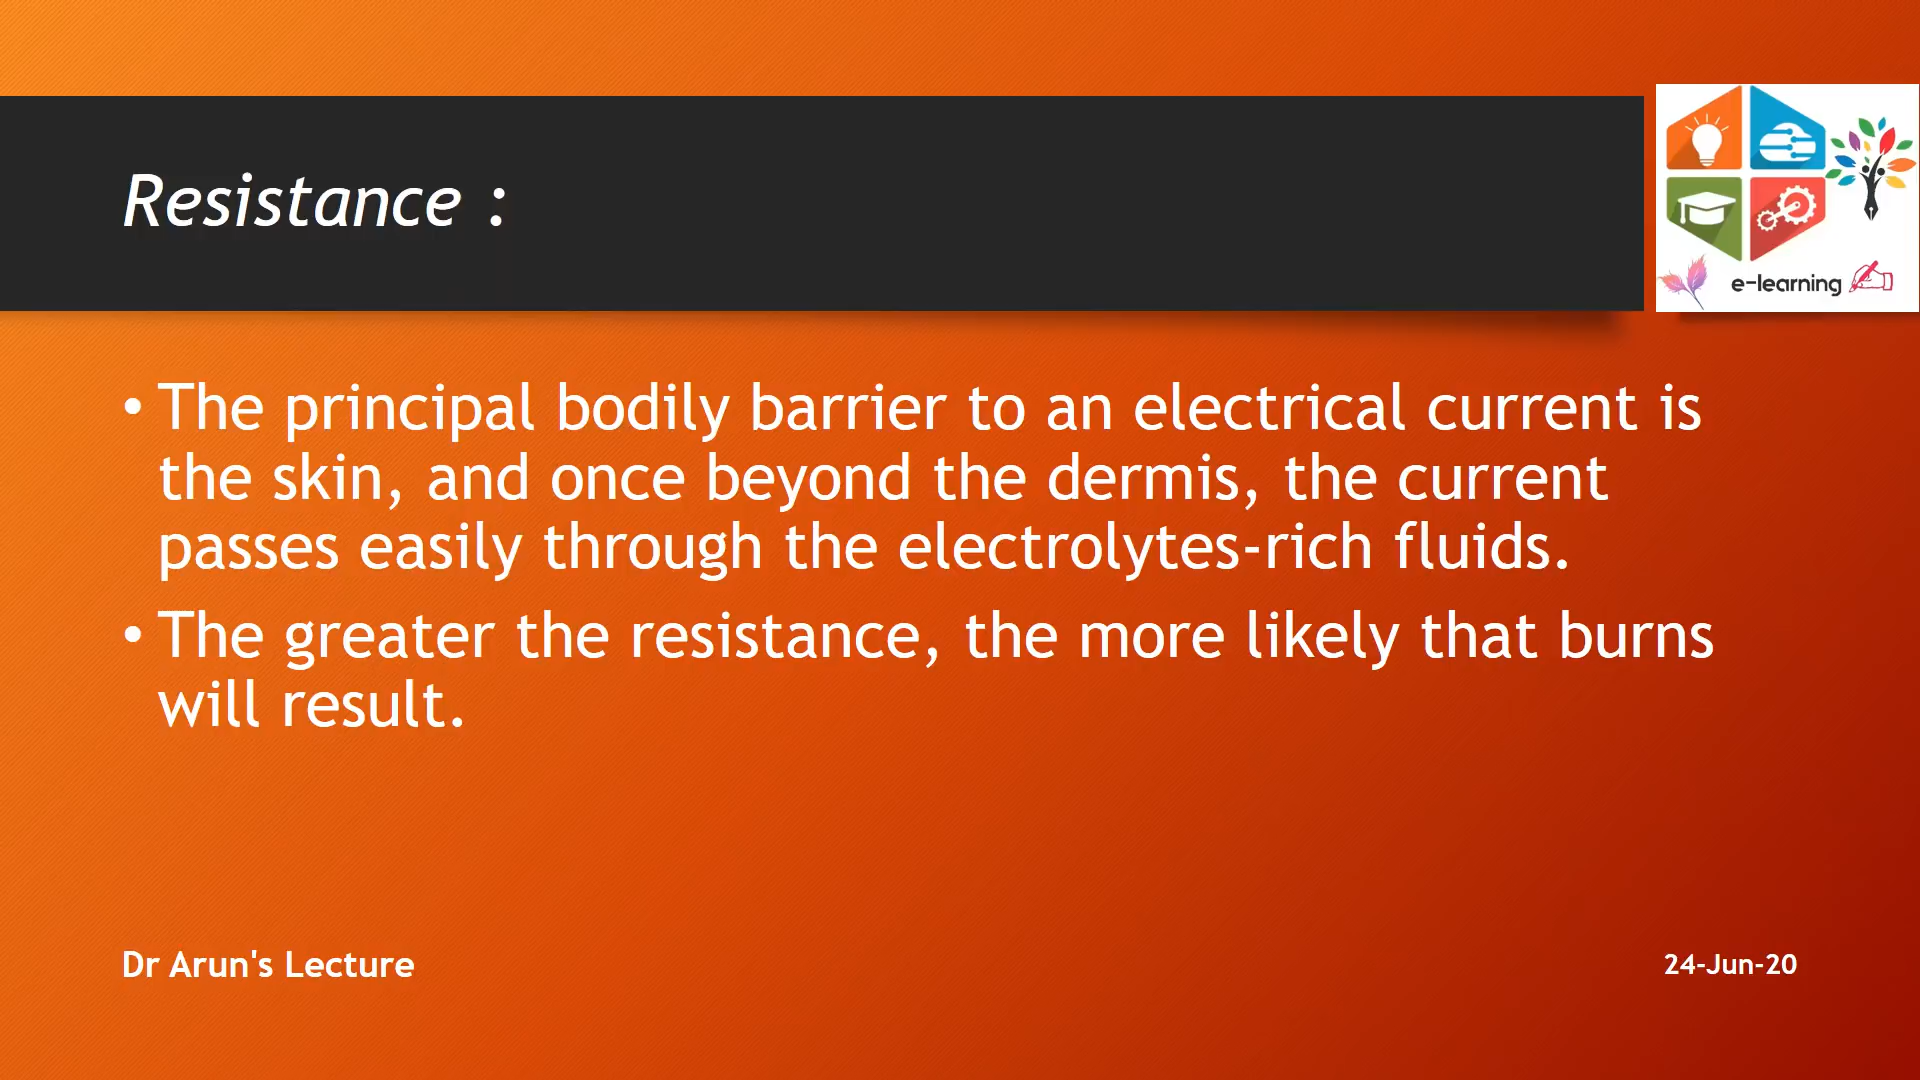 Resistance :
e-learning
• The principal bodily barrier to an electrical current is
the skin, and once beyond the dermis, the current
passes easily through the electrolytes-rich fluids.
• The greater the resistance, the more likely that burns
will result.
Dr Arun's Lecture
24-Jun-20